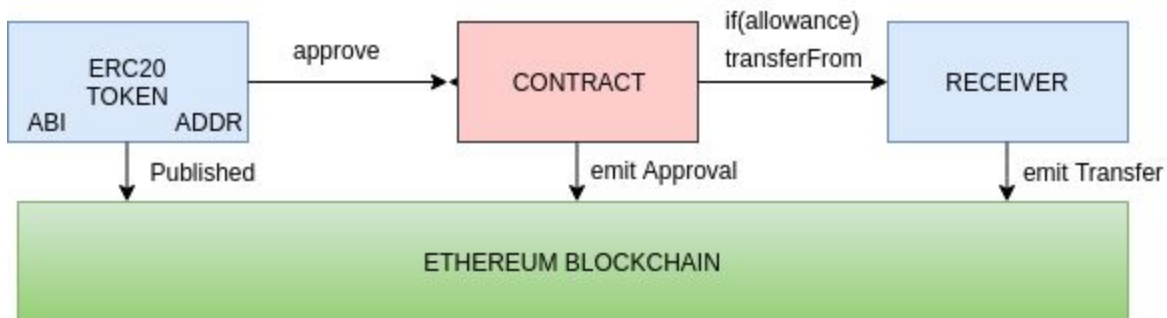 if(allowance)
approve
transferFrom
ERC20
TOKEN
CONTRACT
RECEIVER
ABI
ADDR
Published
emit Approval
emit Transfer
ETHEREUM BLOCKCHAIN